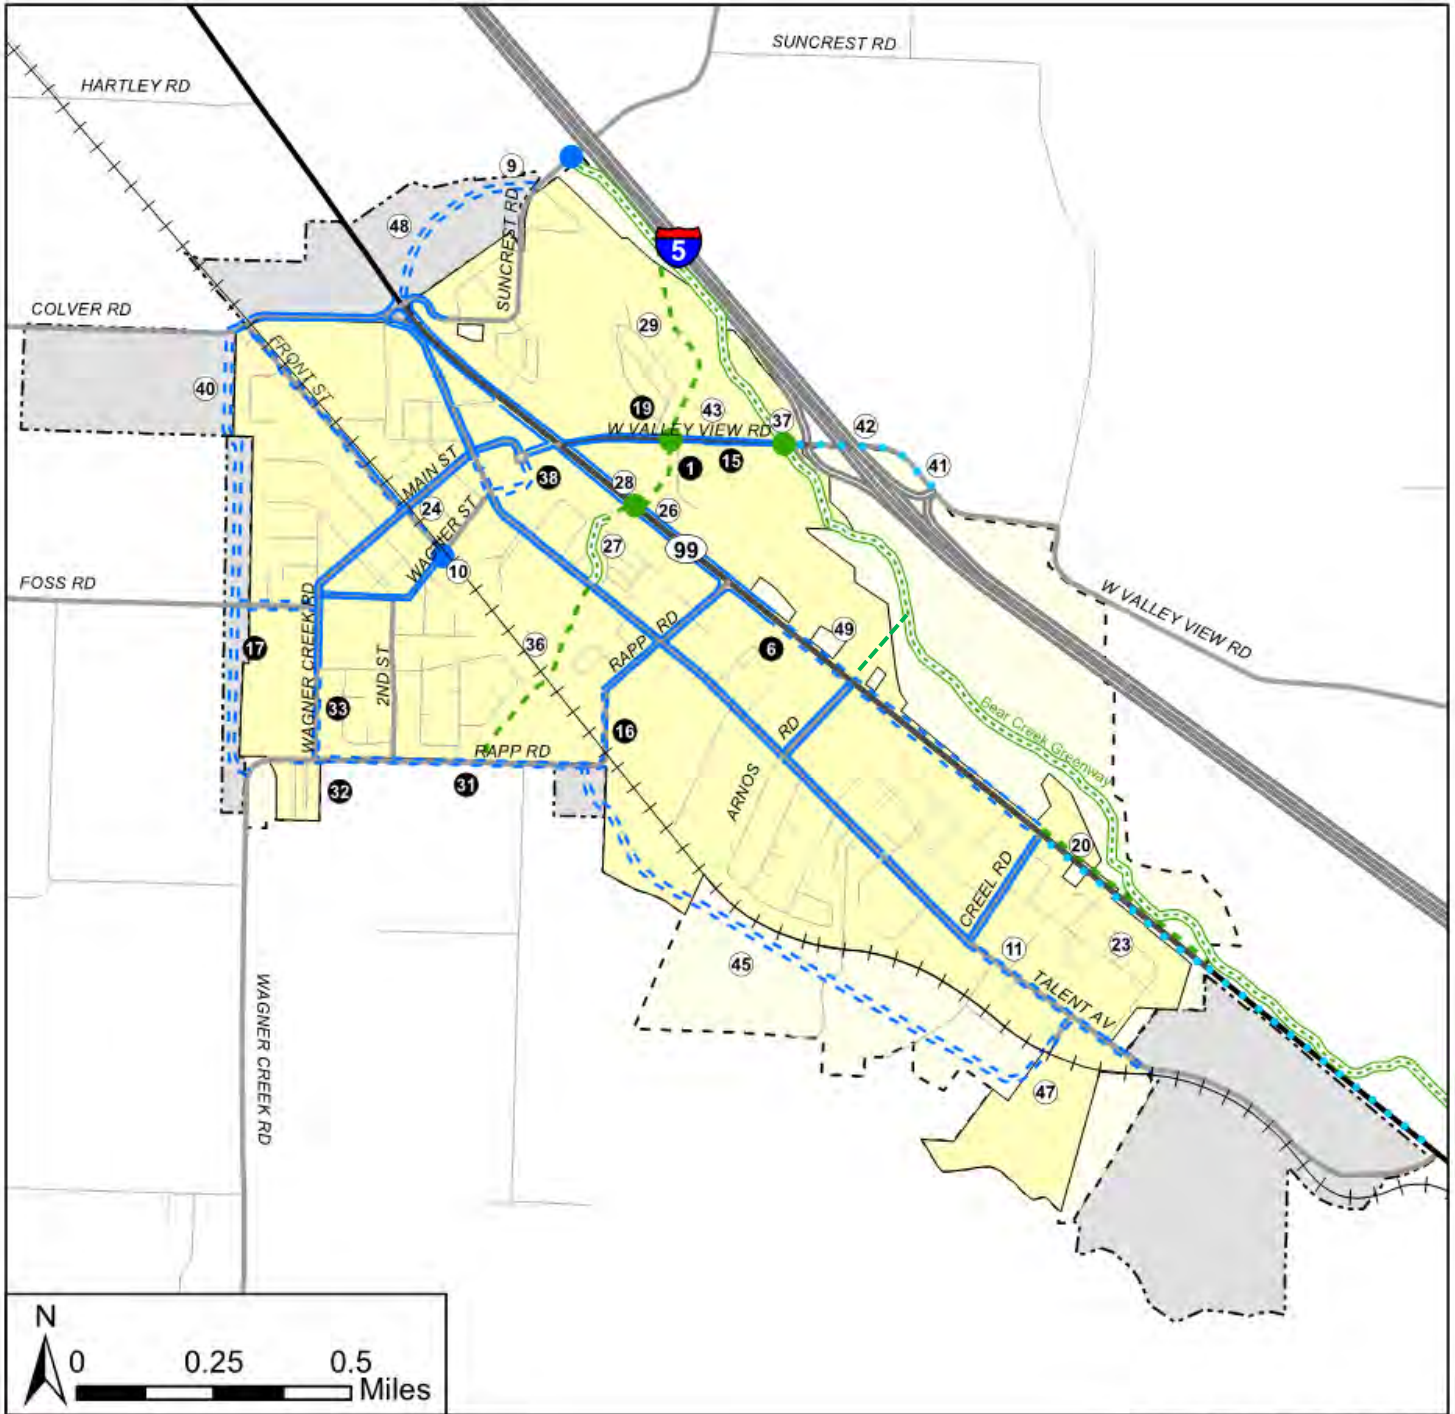 SUNCREST RD
HARTLEY RD
9
48
SUNCREST RD
5
COLVER RD
29
FRONT ST
40
19
43
37
42
W VALLEY VIEW RD
41
MAIN ST
38
1
15
28
24
26
WAGNER ST
27
99
10
FOSS RD
W VALLEY VIEW RD
WAGNER CREEK RD
17
36
RAPP RD
6
49
2ND ST
33
Bear Creek Greenway
16
RD
RAPP RD
32
31
ARNOS
20
CREEL RD
11
23
45
TALENT AV
WAGNER CREEK RD
47
N
0 0.25 0.5
Miles